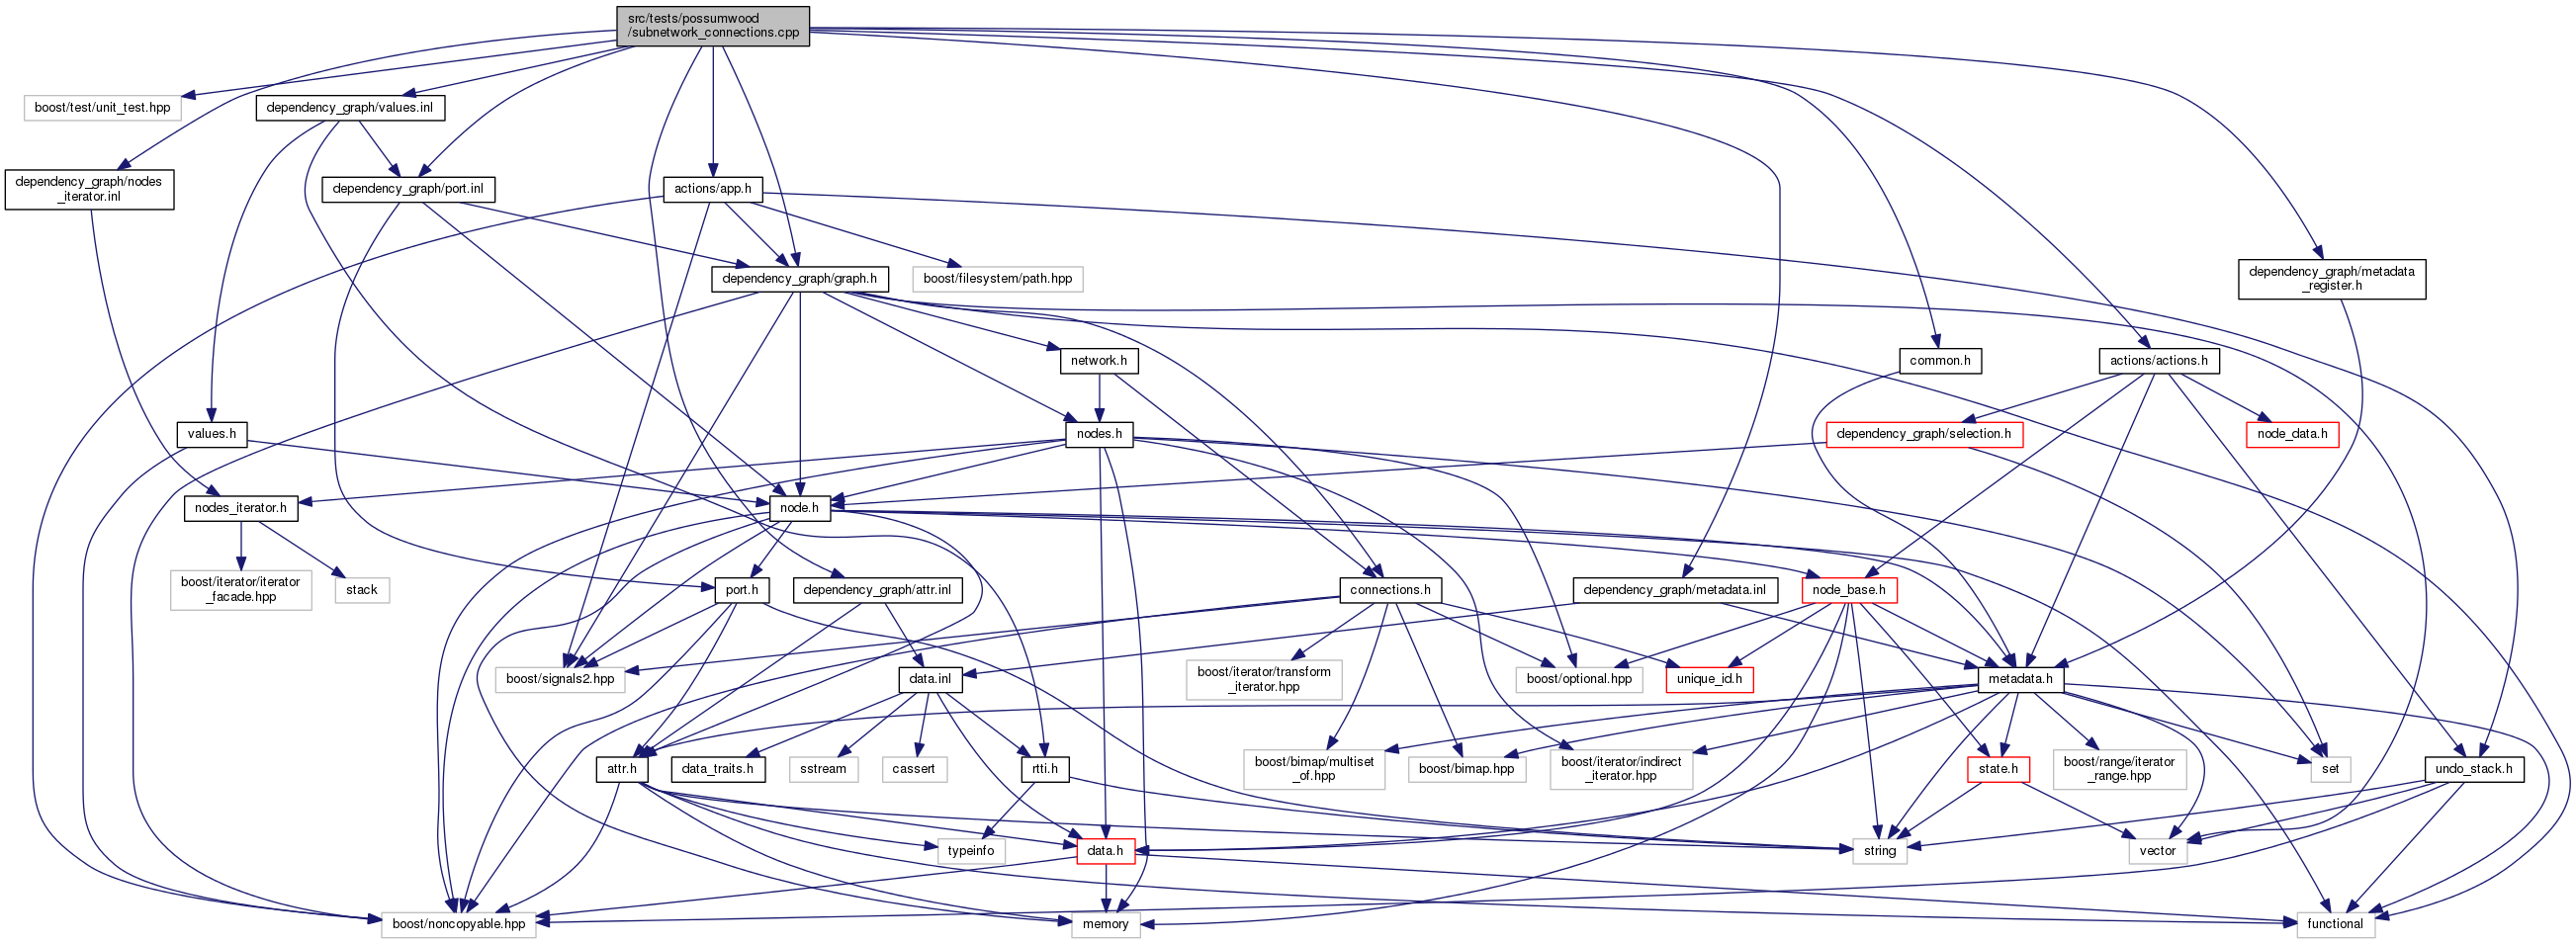 src/tests/possumwood
/subnetwork_connections.cpp
boost/test/unit_test.hpp
dependency_graph/values.inl
dependency_graph/nodes
_iterator.inl
dependency_graph/port.inl
actions/app.h
dependency_graph/graph.h
boost/filesystem/path.hpp
dependency_graph/metadata
_register.h
network.h
common.h
actions/actions.h
values.h
nodes.h
dependency_graph/selection.h
node_data.h
nodes_iterator.h
node.h
boost/iterator/iterator
_facade.hpp
stack
port.h
dependency_graph/attr.inl
connections.h
dependency_graph/metadata.inl
node_base.h
boost/signals2.hpp
data.inl
boost/iterator/transform
_iterator.hpp
boost/optional.hpp
unique_id.h
metadata.h
attr.h
data_traits.h
sstream
cassert
rtti.h
boost/bimap/multiset
_of.hpp
boost/bimap.hpp
boost/iterator/indirect
_iterator.hpp
state.h
boost/range/iterator
_range.hpp
set
undo_stack.h
typeinfo
data.h
string
vector
boost/noncopyable.hpp
memory
functional